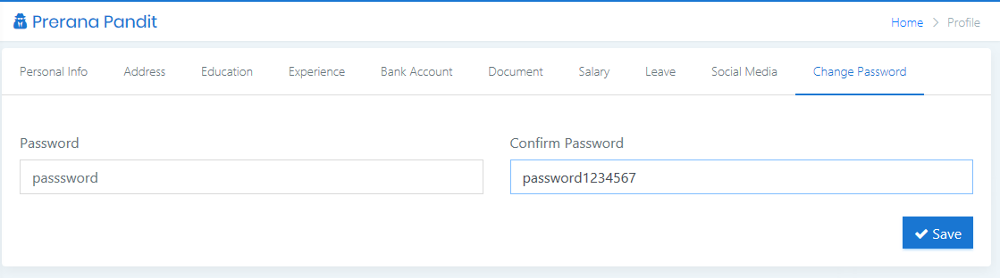 Prerana Pandit
Home > Profile
Personal Info Address Education Experience Bank Account Document Salary Leave Social Media Change Password
Password Confirm Password
passsword password1234567
Save